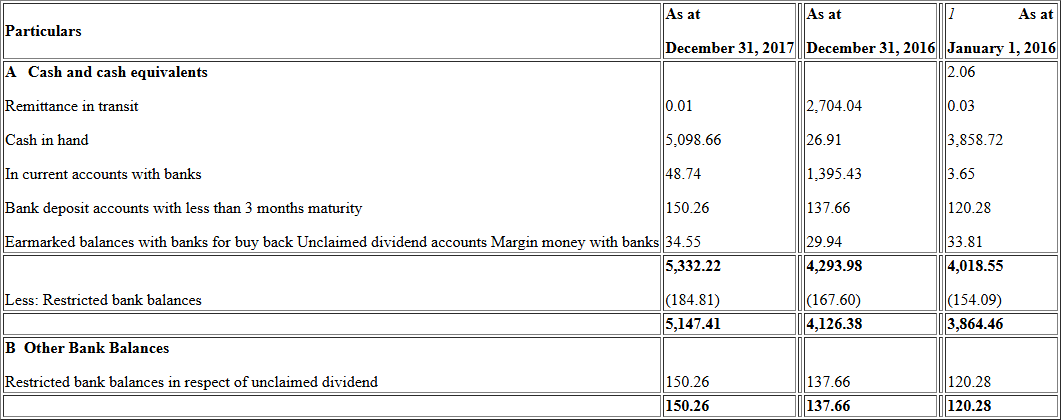 Particulars As at December 31, 2017 As at December 31, 2016 1 As at January 1, 2016
A Cash and cash equivalents 2.06
Remittance in transit 0.01 2,704.04 0.03
Cash in hand 5,098.66 26.91 3,858.72
In current accounts with banks 48.74 1,395.43 3.65
Bank deposit accounts with less than 3 months maturity 150.26 137.66 120.28
Earmarked balances with banks for buy back Unclaimed dividend accounts Margin money with banks 34.55 29.94 33.81
5,332.22 4,293.98 4,018.55
Less: Restricted bank balances (184.81) (167.60) (154.09)
5,147.41 4,126.38 3,864.46
B Other Bank Balances
Restricted bank balances in respect of unclaimed dividend 150.26 137.66 120.28
150.26 137.66 120.28